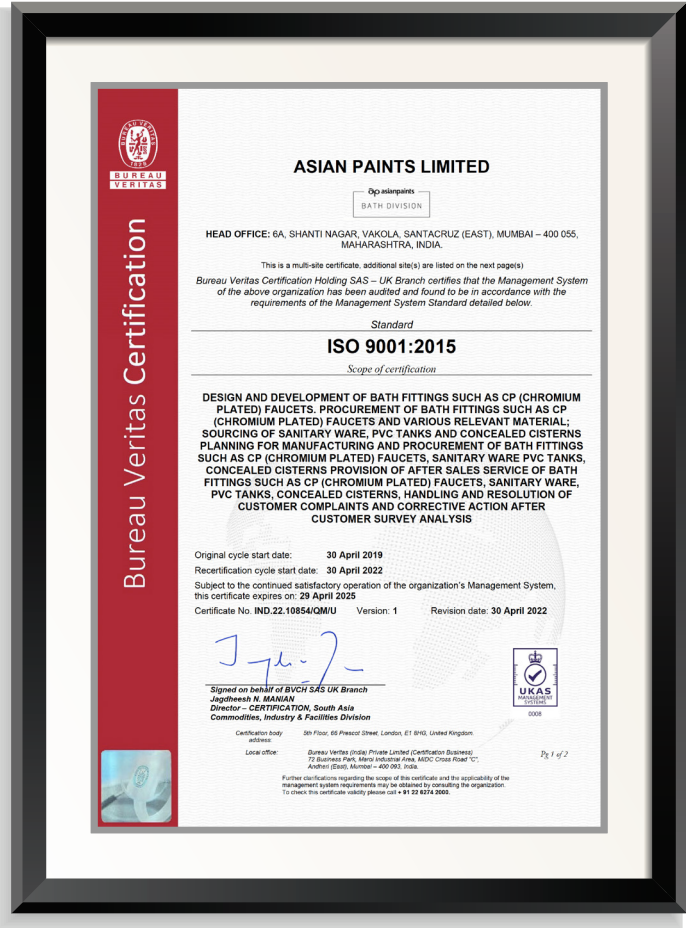 BUREAU VERITAS
1828
BUREAU
VERITAS
Bureau Veritas Certification
ASIAN PAINTS LIMITED
ap asianpaints
BATH DIVISION
HEAD OFFICE: 6A, SHANTI NAGAR, VAKOLA, SANTACRUZ (EAST), MUMBAI – 400 055,
MAHARASHTRA, INDIA.
This is a multi-site certificate, additional site(s) are listed on the next page(s)
Bureau Veritas Certification Holding SAS – UK Branch certifies that the Management System
of the above organization has been audited and found to be in accordance with the
requirements of the Management System Standard detailed below.
Standard
ISO 9001:2015
Scope of certification
DESIGN AND DEVELOPMENT OF BATH FITTINGS SUCH AS CP (CHROMIUM
PLATED) FAUCETS. PROCUREMENT OF BATH FITTINGS SUCH AS CP
(CHROMIUM PLATED) FAUCETS AND VARIOUS RELEVANT MATERIAL;
SOURCING OF SANITARY WARE, PVC TANKS AND CONCEALED CISTERNS
PLANNING FOR MANUFACTURING AND PROCUREMENT OF BATH FITTINGS
SUCH AS CP (CHROMIUM PLATED) FAUCETS, SANITARY WARE PVC TANKS,
CONCEALED CISTERNS PROVISION OF AFTER SALES SERVICE OF BATH
FITTINGS SUCH AS CP (CHROMIUM PLATED) FAUCETS, SANITARY WARE,
PVC TANKS, CONCEALED CISTERNS, HANDLING AND RESOLUTION OF
CUSTOMER COMPLAINTS AND CORRECTIVE ACTION AFTER
CUSTOMER SURVEY ANALYSIS
Original cycle start date: 30 April 2019
Recertification cycle start date: 30 April 2022
Subject to the continued satisfactory operation of the organization's Management System,
this certificate expires on: 29 April 2025
Certificate No. IND.22.10854/QM/U Version: 1 Revision date: 30 April 2022
Signed on behalf of BVCH SAS UK Branch
Jagdheesh N. MANIAN
Director – CERTIFICATION, South Asia
Commodities, Industry & Facilities Division
UKAS
MANAGEMENT
SYSTEMS
0008
Certification body
address: 5th Floor, 66 Prescot Street, London, E1 8HG, United Kingdom
Local office: Bureau Veritas (India) Private Limited (Certification Business)
72 Business Park, Marol Industrial Area, MIDC Cross Road "C",
Andheri (East), Mumbai – 400 093, India.
Pg 1 of 2
Further clarifications regarding the scope of this certificate and the applicability of the
management system requirements may be obtained by consulting the organization.
To check this certificate validity please call + 91 22 6274 2000.